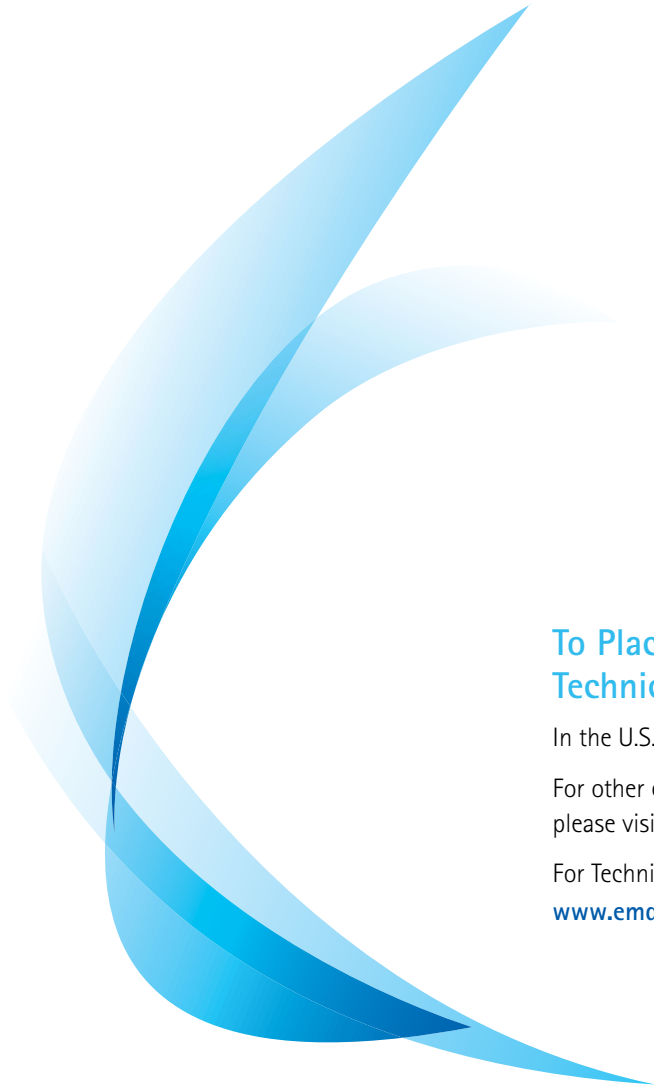 To Plac
Technic
In the U.S.
For other c
please visi
For Techni
www.emd